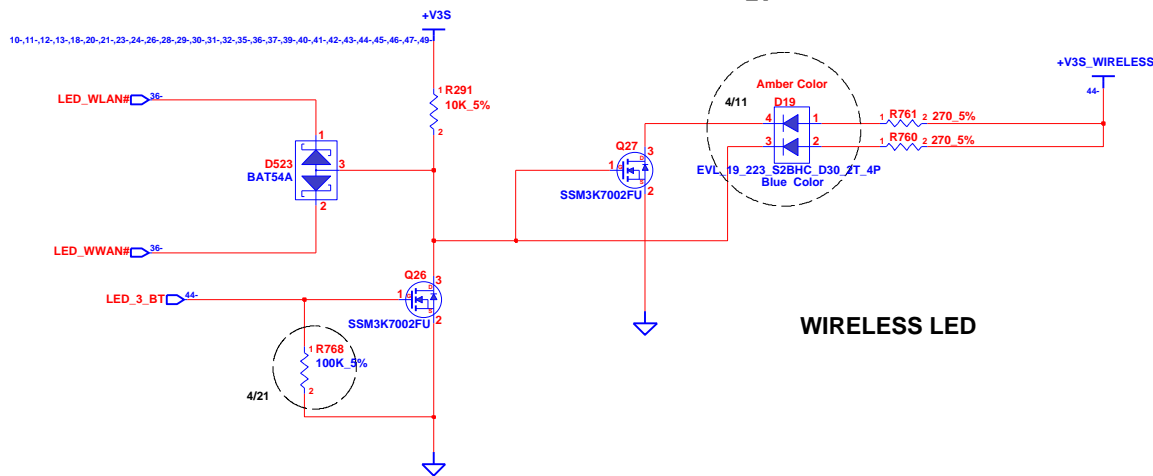 +V3S
10-,11-,12-,13-,18-,20-,21-,23-,24-,26-,28-,29-,30-,31-,32-,35-,36-,37-,39-,40-,41-,42-,43-,44-,45-,46-,47-,49-
+V3S_WIRELESS
44-
LED_WLAN# 36-
1 R291
10K_5%
2
Amber Color
4/11
D19
4 1
1 R761 2 270_5%
3 2
1 R760 2 270_5%
EVL_19_223_S2BHC_D30_2T_4P
Blue Color
1
D523
BAT54A
3
2
Q27
3
D
1 G
S
2
SSM3K7002FU
LED_WWAN# 36-
Q26
3
D
LED_3_BT 44-
1 G
S
2
SSM3K7002FU
WIRELESS LED
1 R768
100K_5%
2
4/21